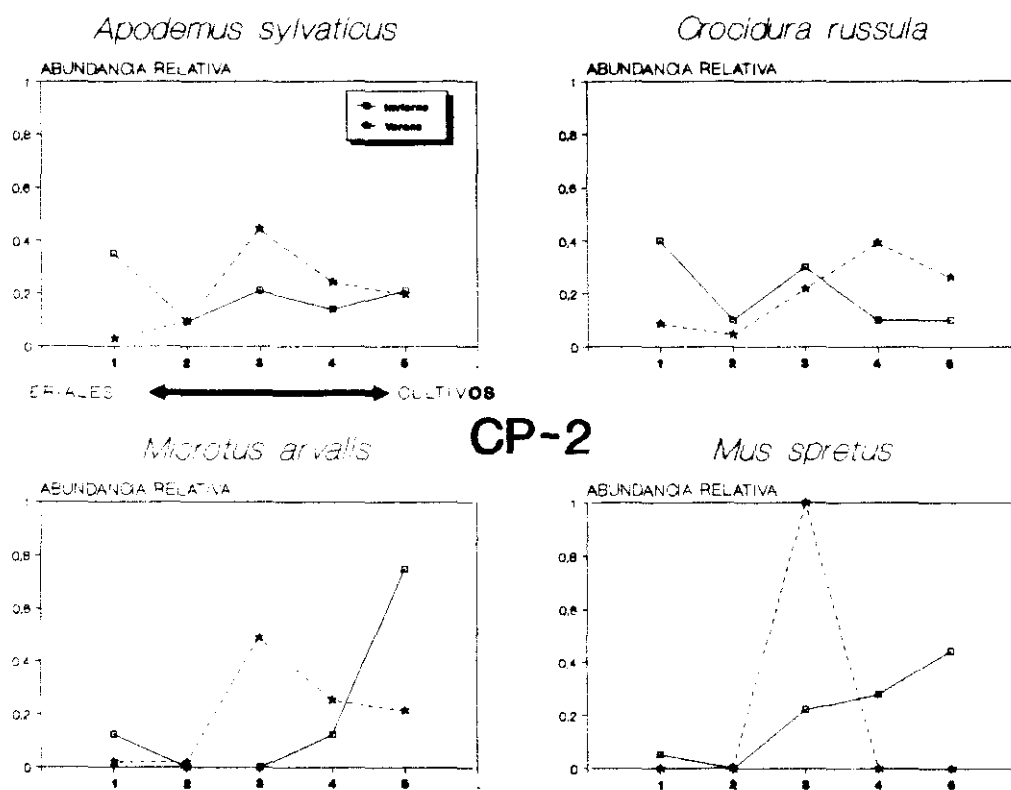 Apodemus sylvaticus
Crocidura russula
ABUNDANCIA RELATIVA
ABUNDANCIA RELATIVA
Invierno
Verano
1
0,8
0,6
0,4
0,2
0
1
0,8
0,6
0,4
0,2
0
1 2 3 4 5
1 2 3 4 5
ERIALES CULTIVOS
CP-2
Microtus arvalis
Mus spretus
ABUNDANCIA RELATIVA
ABUNDANCIA RELATIVA
1
0,8
0,6
0,4
0,2
0
1
0,8
0,6
0,4
0,2
0
1 2 3 4 5
1 2 3 4 5